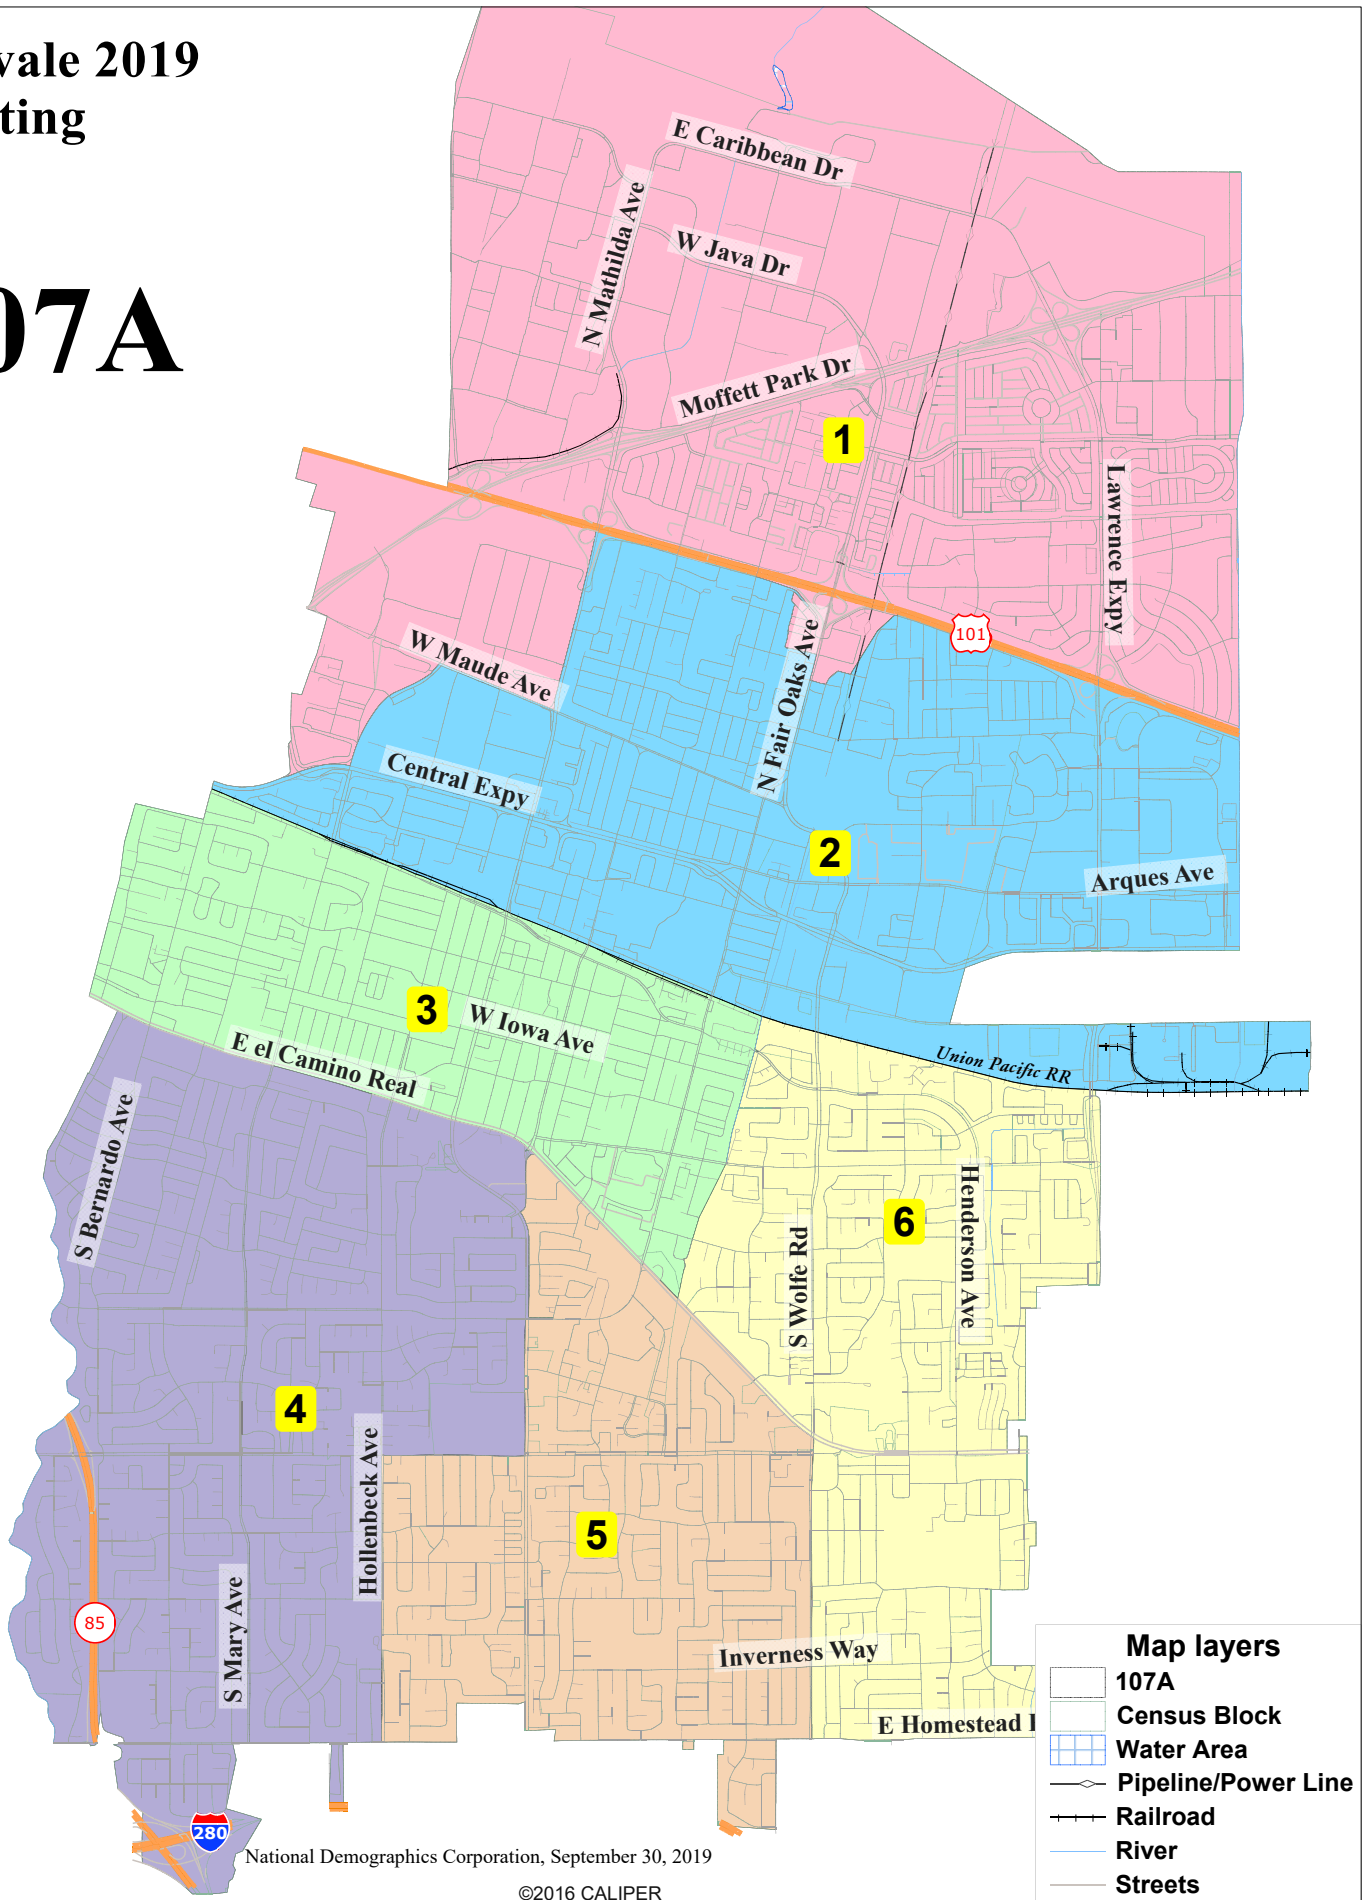 vale 2019
ting
07A
E Caribbean Dr
N Mathilda Ave
W Java Dr
Moffett Park Dr
1
Lawrence Expy
101
W Maude Ave
N Fair Oaks Ave
Central Expy
2
Arques Ave
3
W Iowa Ave
E el Camino Real
Union Pacific RR
S Bernardo Ave
Henderson Ave
6
S Wolfe Rd
4
Hollenbeck Ave
5
85
S Mary Ave
Inverness Way
E Homestead
280
National Demographics Corporation, September 30, 2019
©2016 CALIPER
Map layers
107A
Census Block
Water Area
Pipeline/Power Line
Railroad
River
Streets